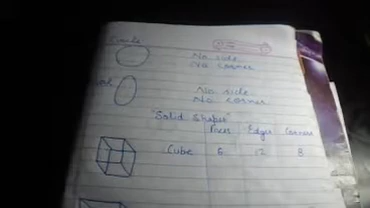 Circle
No side
No corner
No side
No corner
"Solid Shapes"
Faces Edges Corners
Cube 6 12 8